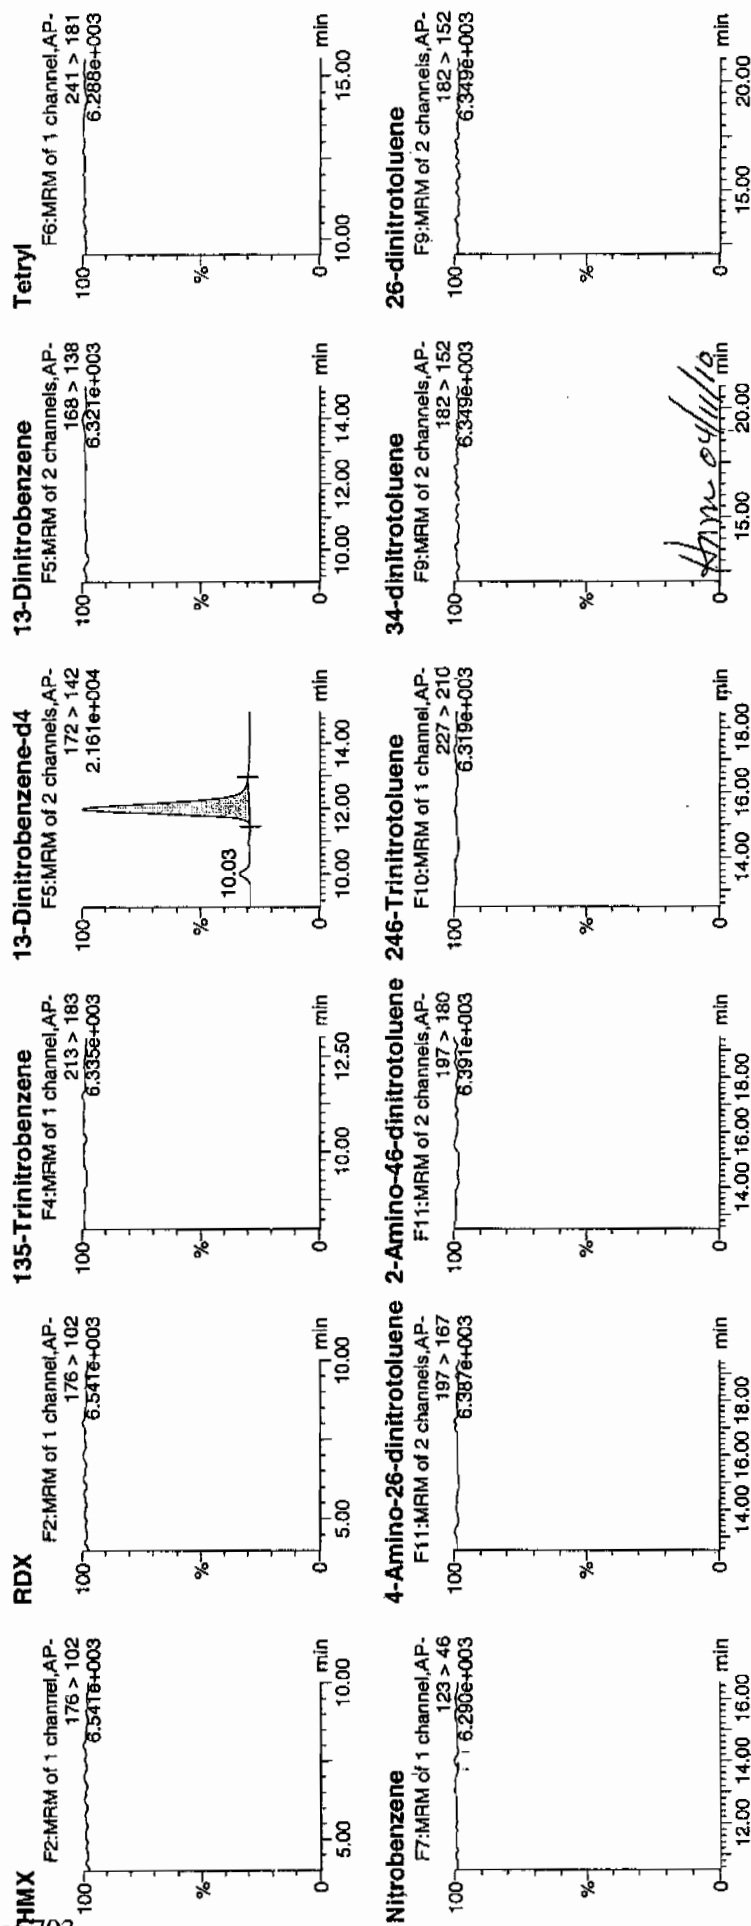 HMX
F2:MRM of 1 channel,AP-
176 > 102
6.541e+003
100
%
0
5.00
10.00
min
RDX
F2:MRM of 1 channel,AP-
176 > 102
6.541e+003
100
%
0
5.00
10.00
min
135-Trinitrobenzene
F4:MRM of 1 channel,AP-
213 > 183
6.335e+003
100
%
0
10.00
12.50
min
13-Dinitrobenzene-d4
F5:MRM of 2 channels,AP-
172 > 142
2.161e+004
100
%
10.03
0
10.00
12.00
14.00
min
13-Dinitrobenzene
F5:MRM of 2 channels,AP-
168 > 138
6.321e+003
100
%
0
10.00
12.00
14.00
min
Tetryl
F6:MRM of 1 channel,AP-
241 > 181
6.288e+003
100
%
0
10.00
15.00
min
Nitrobenzene
F7:MRM of 1 channel,AP-
123 > 46
6.290e+003
100
%
0
12.00
14.00
16.00
min
4-Amino-26-dinitrotoluene
F11:MRM of 2 channels,AP-
197 > 167
6.387e+003
100
%
0
14.00
16.00
18.00
min
2-Amino-46-dinitrotoluene
F11:MRM of 2 channels,AP-
197 > 180
6.391e+003
100
%
0
14.00
16.00
18.00
min
246-Trinitrotoluene
F10:MRM of 1 channel,AP-
227 > 210
6.319e+003
100
%
0
14.00
16.00
18.00
min
34-dinitrotoluene
F9:MRM of 2 channels,AP-
182 > 152
6.349e+003
100
%
0
15.00
20.00
min
04/11/10
26-dinitrotoluene
F9:MRM of 2 channels,AP-
182 > 152
6.349e+003
100
%
0
15.00
20.00
min